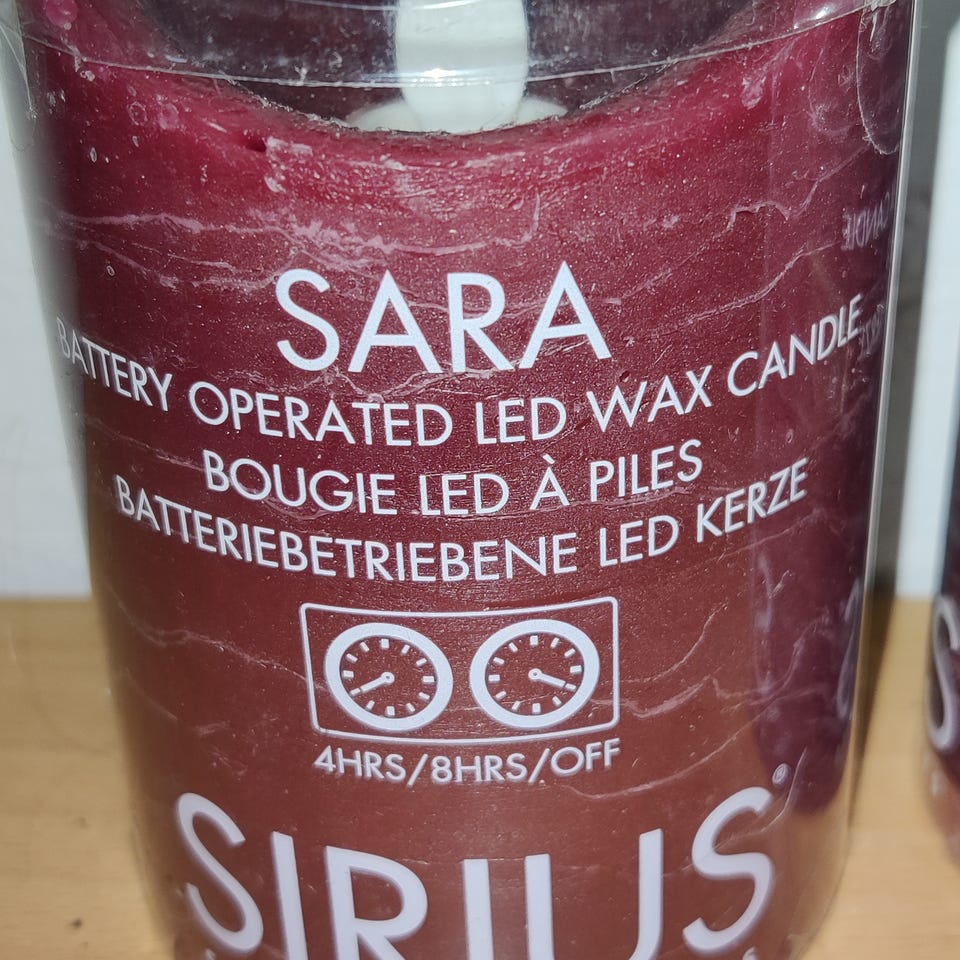 SARA
BATTERY OPERATED LED WAX CANDLE
BOUGIE LED À PILES
BATTERIEBETRIEBENE LED KERZE
4HRS/8HRS/OFF
SIRIUS®